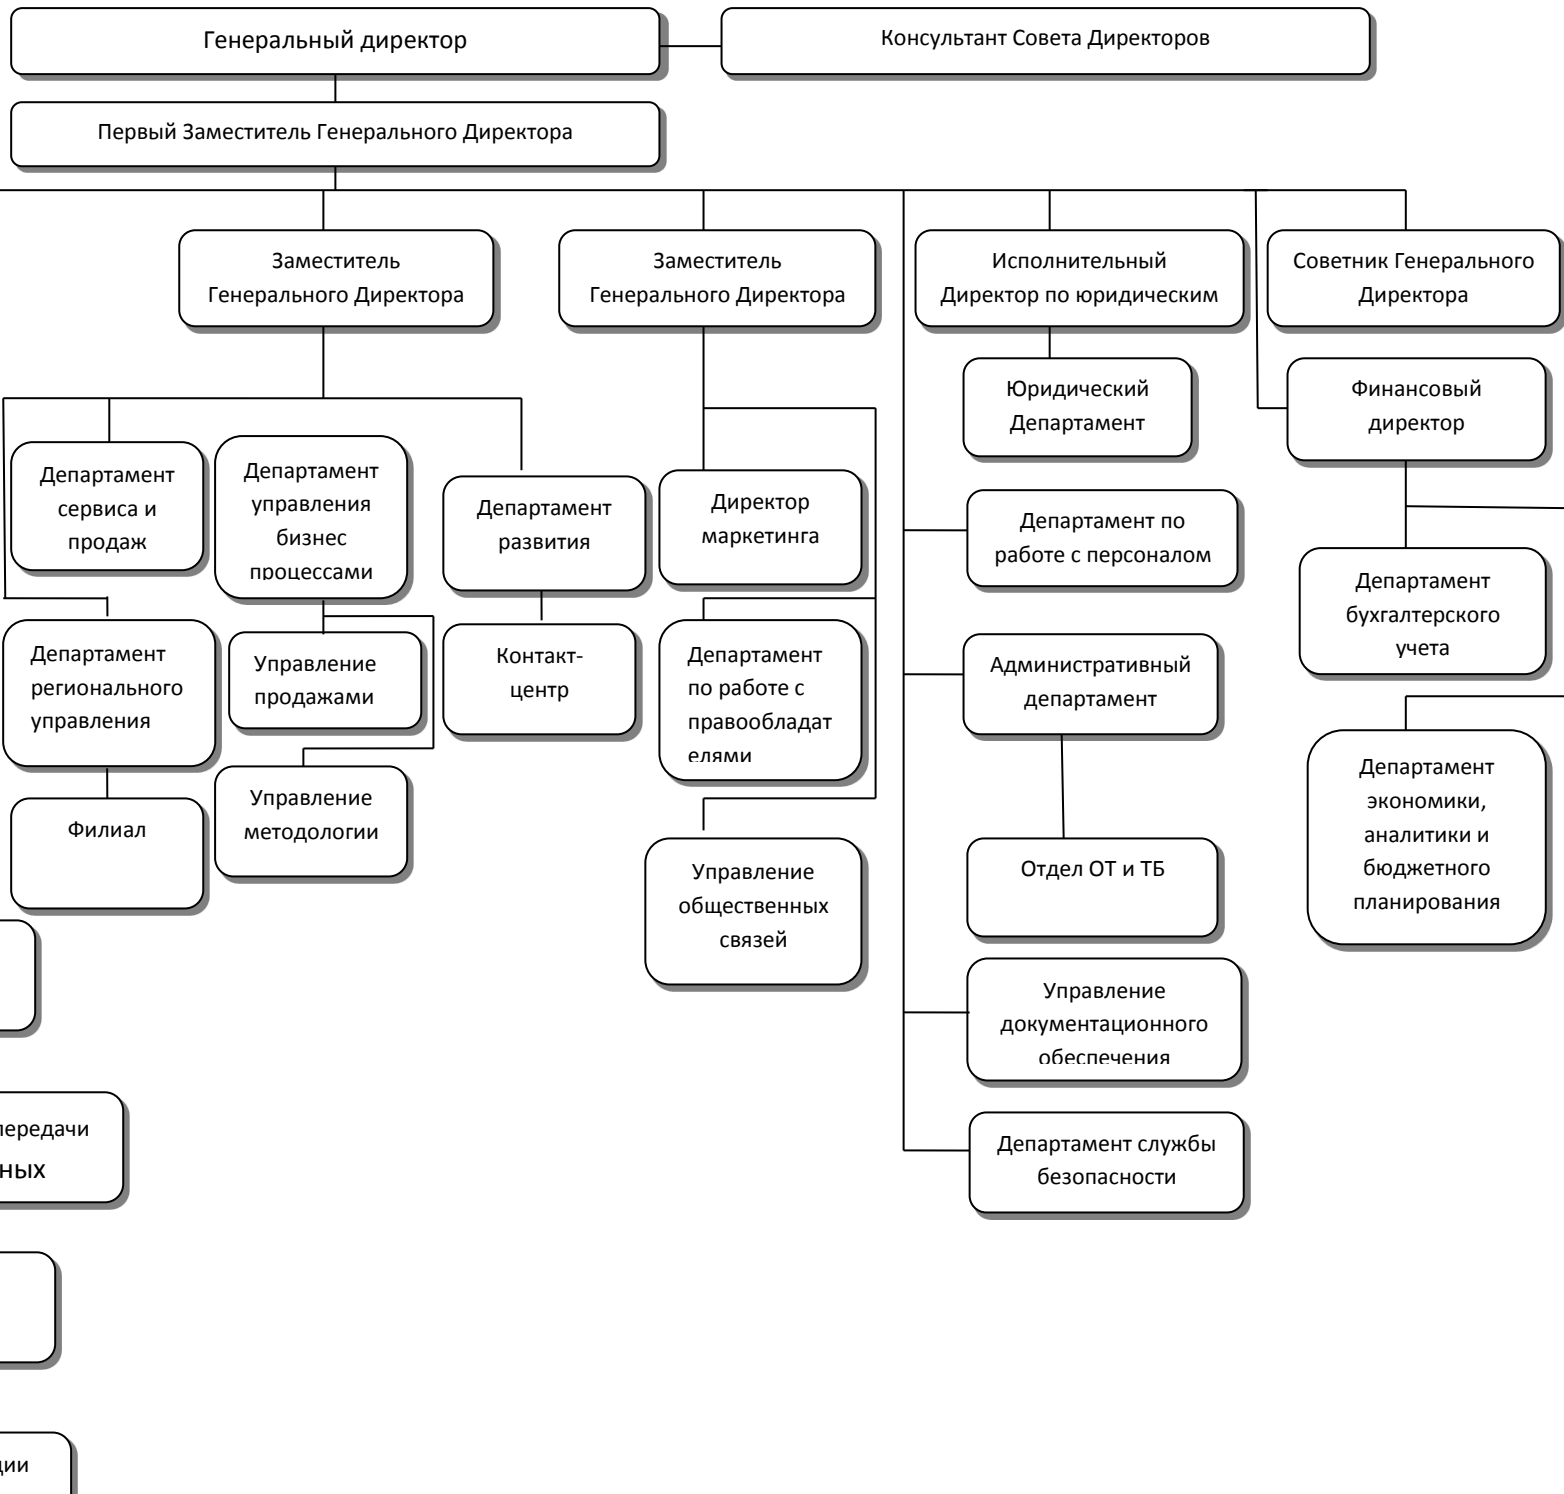 Генеральный директор
Консультант Совета Директоров
Первый Заместитель Генерального Директора
Заместитель
Генерального Директора
Заместитель
Генерального Директора
Исполнительный
Директор по юридическим
Советник Генерального
Директора
Юридический
Департамент
Финансовый
директор
Департамент
сервиса и
продаж
Департамент
управления
бизнес
процессами
Департамент
развития
Директор
маркетинга
Департамент по
работе с персоналом
Департамент
бухгалтерского
учета
Департамент
регионального
управления
Управление
продажами
Контакт-
центр
Департамент
по работе с
правообладат
елями
Административный
департамент
Филиал
Управление
методологии
Управление
общественных
связей
Отдел ОТ и ТБ
Департамент
экономики,
аналитики и
бюджетного
планирования
Управление
документационного
обеспечения
передачи
ных
Департамент службы
безопасности
ции